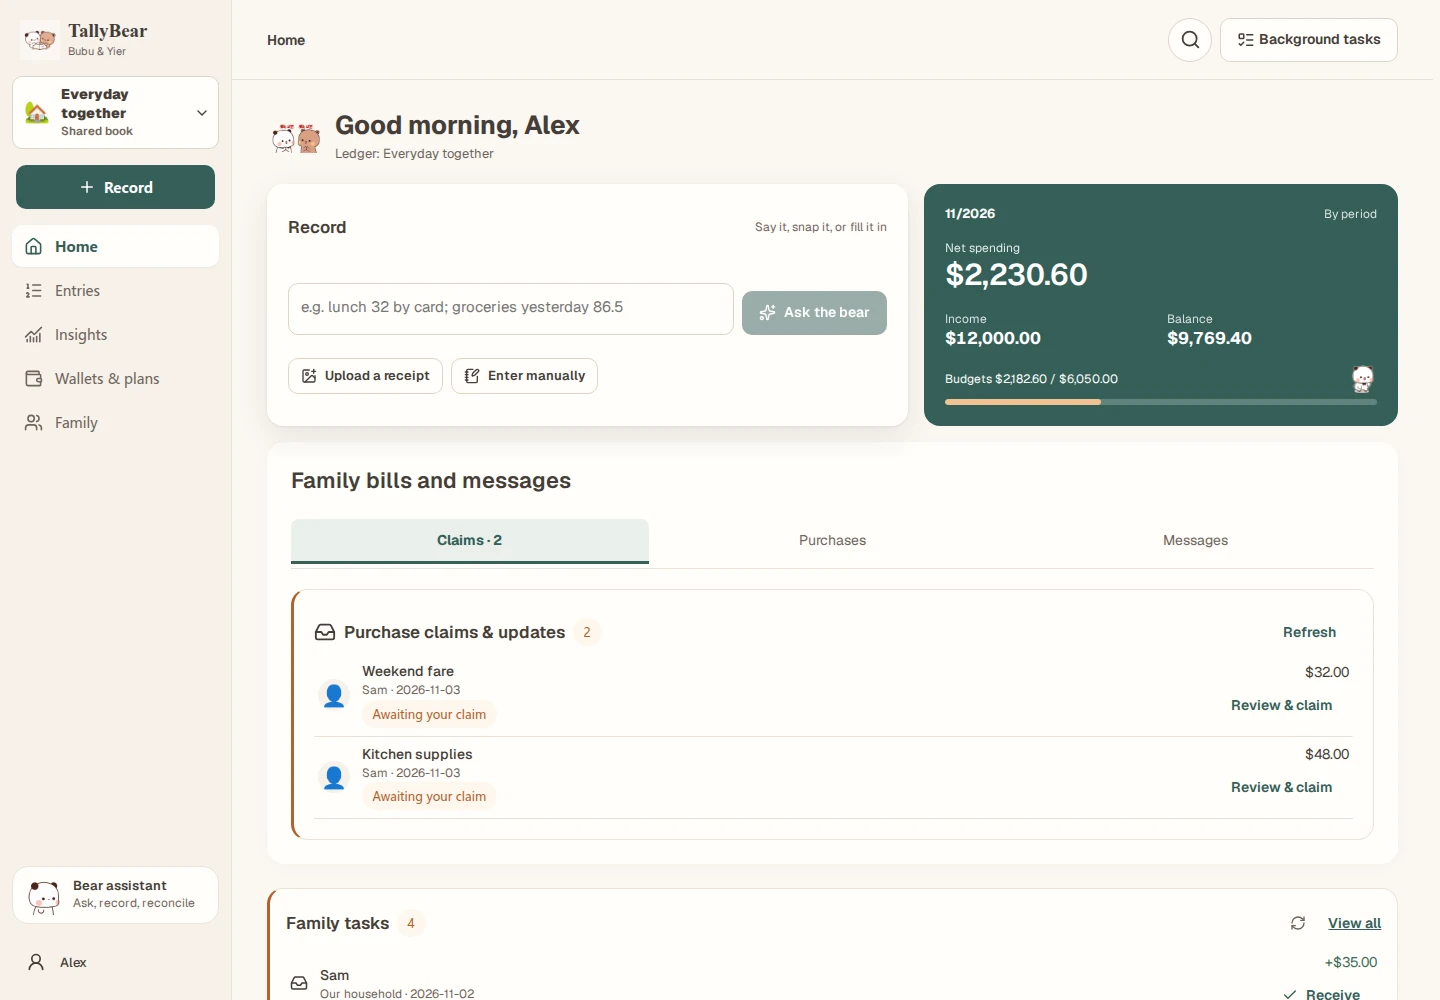 TallyBear
Bubu & Yier
Everyday
together
Shared book
Record
Home
Entries
Insights
Wallets & plans
Family
Bear assistant
Ask, record, reconcile
Alex
Home
Background tasks
Good morning, Alex
Ledger: Everyday together
Record
Say it, snap it, or fill it in
e.g. lunch 32 by card; groceries yesterday 86.5
Ask the bear
Upload a receipt
Enter manually
11/2026
By period
Net spending
$2,230.60
Income
Balance
$12,000.00
$9,769.40
Budgets $2,182.60 / $6,050.00
Family bills and messages
Claims · 2
Purchases
Messages
Purchase claims & updates
2
Refresh
Weekend fare
$32.00
Sam · 2026-11-03
Awaiting your claim
Review & claim
Kitchen supplies
$48.00
Sam · 2026-11-03
Awaiting your claim
Review & claim
Family tasks
4
View all
Sam
+$35.00
Our household · 2026-11-02
Receive